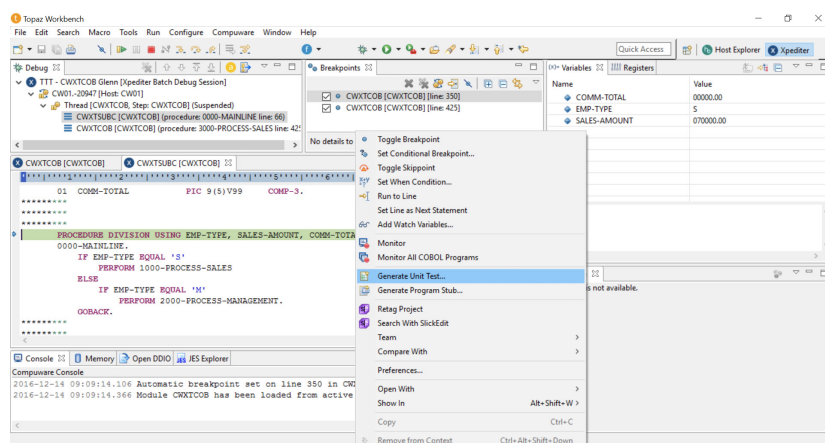 Topaz Workbench
File Edit Search Macro Tools Run Configure Compuware Window Help
Quick Access
Host Explorer
Xpediter
Debug
TTT - CWXTCOB Glenn [Xpediter Batch Debug Session]
CW01.-20947 [Host: CW01]
Thread [CWXTCOB, Step: CWXTCOB] (Suspended)
CWXTSUBC [CWXTCOB] (procedure: 0000-MAINLINE line: 66)
CWXTCOB [CWXTCOB] (procedure: 3000-PROCESS-SALES line: 425
Breakpoints
CWXTCOB [CWXTCOB] [line: 350]
CWXTCOB [CWXTCOB] [line: 425]
No details to
(x)= Variables
Registers
Name Value
COMM-TOTAL 00000.00
EMP-TYPE S
SALES-AMOUNT 070000.00
CWXTCOB [CWXTCOB]
CWXTSUBC [CWXTCOB]
01 COMM-TOTAL PIC 9(5)V99 COMP-3.
*********
*********
*********
PROCEDURE DIVISION USING EMP-TYPE, SALES-AMOUNT, COMM-TOTA
0000-MAINLINE.
IF EMP-TYPE EQUAL 'S'
PERFORM 1000-PROCESS-SALES
ELSE
IF EMP-TYPE EQUAL 'M'
PERFORM 2000-PROCESS-MANAGEMENT.
GOBACK.
*********
*********
Toggle Breakpoint
Set Conditional Breakpoint...
Toggle Skippoint
Set When Condition...
Run to Line
Set Line as Next Statement
Add Watch Variables...
Monitor
Monitor All COBOL Programs
Generate Unit Test...
Generate Program Stub...
Retag Project
Search With SlickEdit
Team
Compare With
Preferences...
Open With
Show In Alt+Shift+W
Copy Ctrl+C
Remove from Context Ctrl+Alt+Shift+Down
s not available.
Console
Memory
Open DDIO
JES Explorer
Compuware Console
2016-12-14 09:09:14.106 Automatic breakpoint set on line 350 in CWX
2016-12-14 09:09:14.366 Module CWXTCOB has been loaded from active